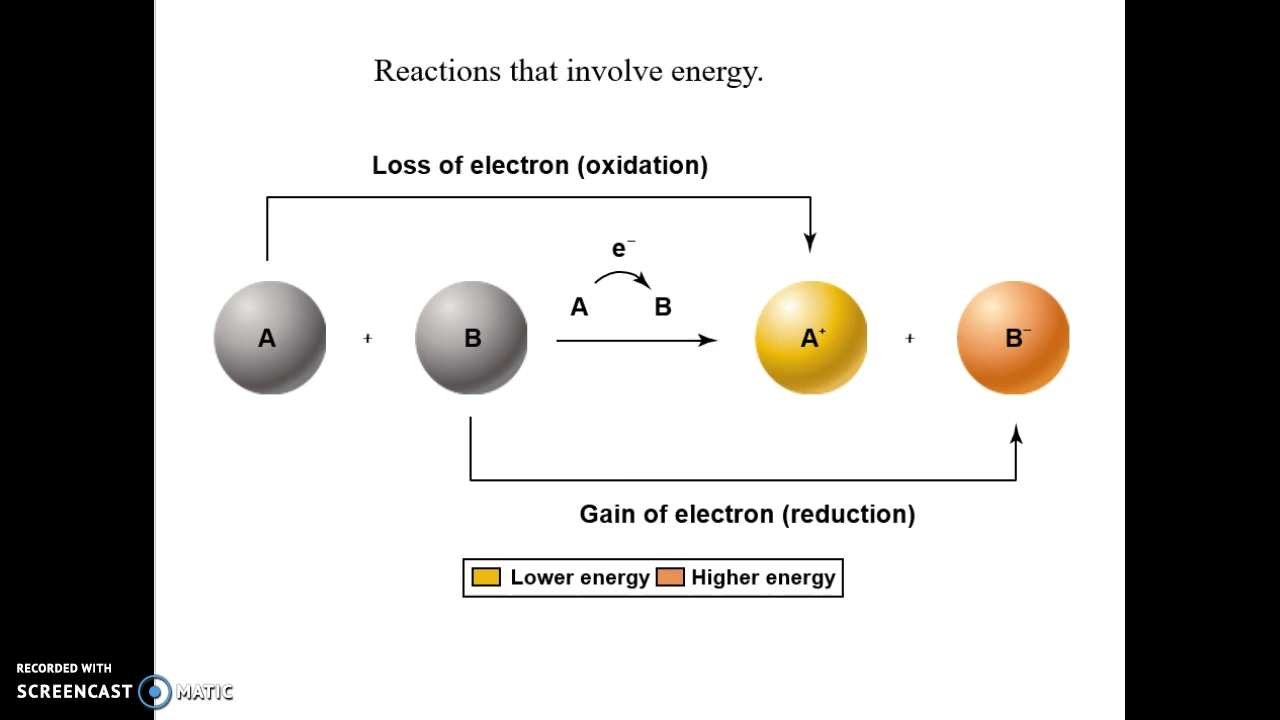 Reactions that involve energy.
Loss of electron (oxidation)
e⁻
A B
A + B A⁺ + B⁻
Gain of electron (reduction)
Lower energy Higher energy
RECORDED WITH
SCREENCAST MATIC